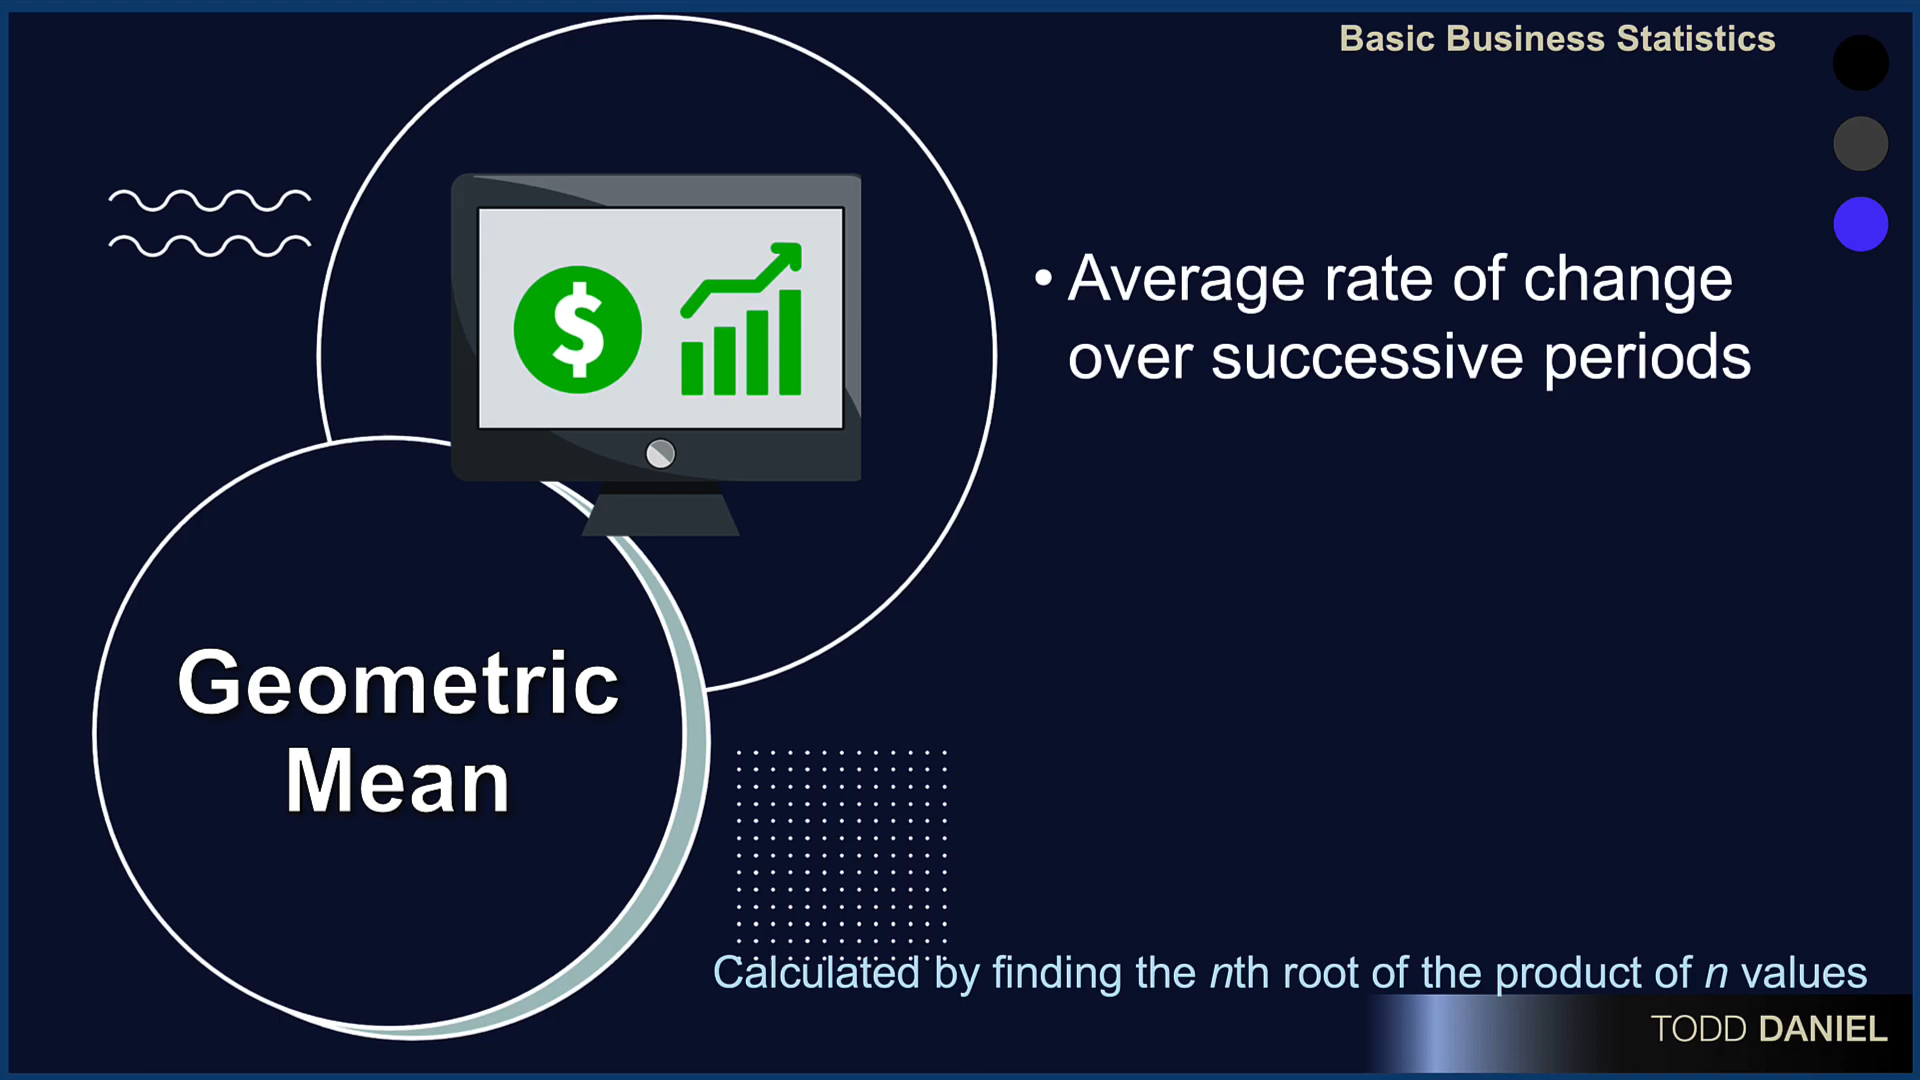 Basic Business Statistics
• Average rate of change
over successive periods
$
Geometric
Mean
Calculated by finding the nth root of the product of n values
TODD DANIEL